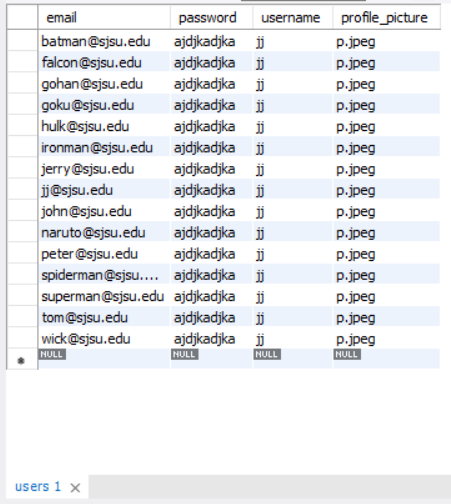 email password username profile_picture
batman@sjsu.edu ajdjkadjka jj p.jpeg
falcon@sjsu.edu ajdjkadjka jj p.jpeg
gohan@sjsu.edu ajdjkadjka jj p.jpeg
goku@sjsu.edu ajdjkadjka jj p.jpeg
hulk@sjsu.edu ajdjkadjka jj p.jpeg
ironman@sjsu.edu ajdjkadjka jj p.jpeg
jerry@sjsu.edu ajdjkadjka jj p.jpeg
jj@sjsu.edu ajdjkadjka jj p.jpeg
john@sjsu.edu ajdjkadjka jj p.jpeg
naruto@sjsu.edu ajdjkadjka jj p.jpeg
peter@sjsu.edu ajdjkadjka jj p.jpeg
spiderman@sjsu.... ajdjkadjka jj p.jpeg
superman@sjsu.edu ajdjkadjka jj p.jpeg
tom@sjsu.edu ajdjkadjka jj p.jpeg
wick@sjsu.edu ajdjkadjka jj p.jpeg
NULL NULL NULL NULL
users 1